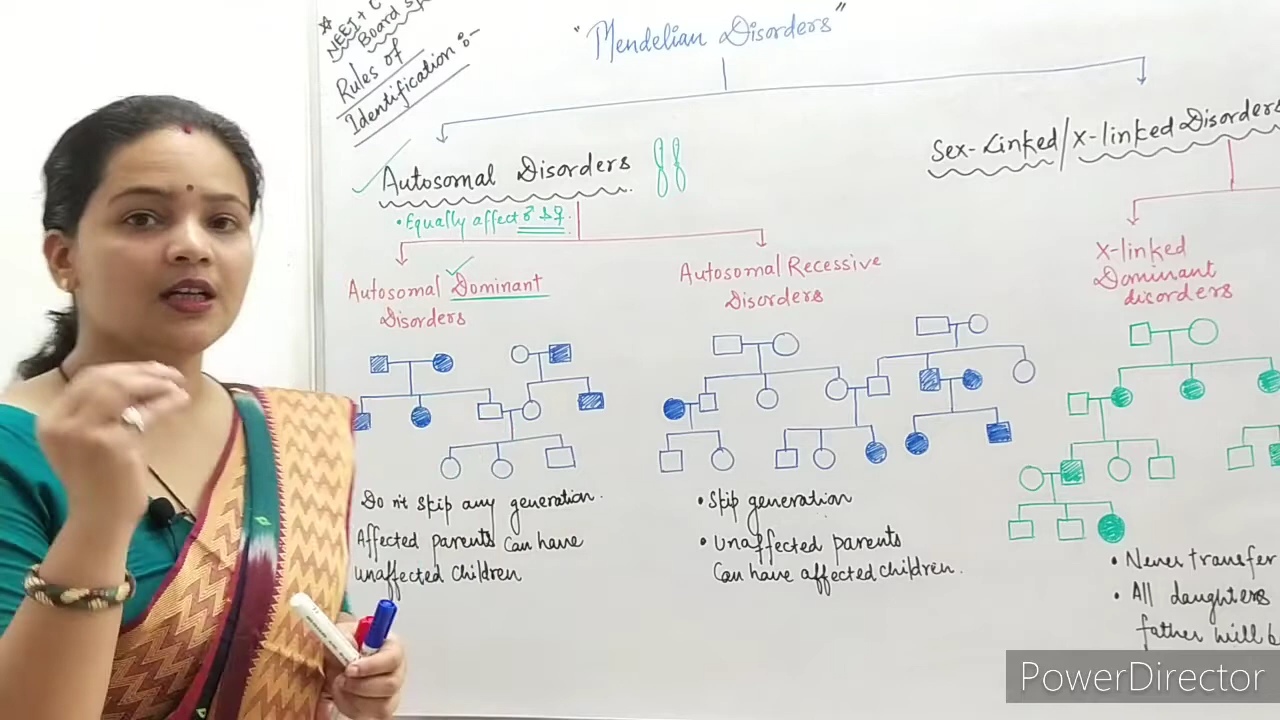 NEET +
Board
Rules of
Identification :-
"Mendelian Disorders"
Autosomal Disorders
• Equally affect ♂ & ♀.
Autosomal Dominant
Disorders
Do n't skip any generation.
Affected parents can have
unaffected children
Autosomal Recessive
Disorders
• Skip generation
• Unaffected parents
Can have affected children.
Sex-Linked/X-linked Disorders
X-linked
Dominant
disorders
• Never transfer
• All daughters
father will b
PowerDirector